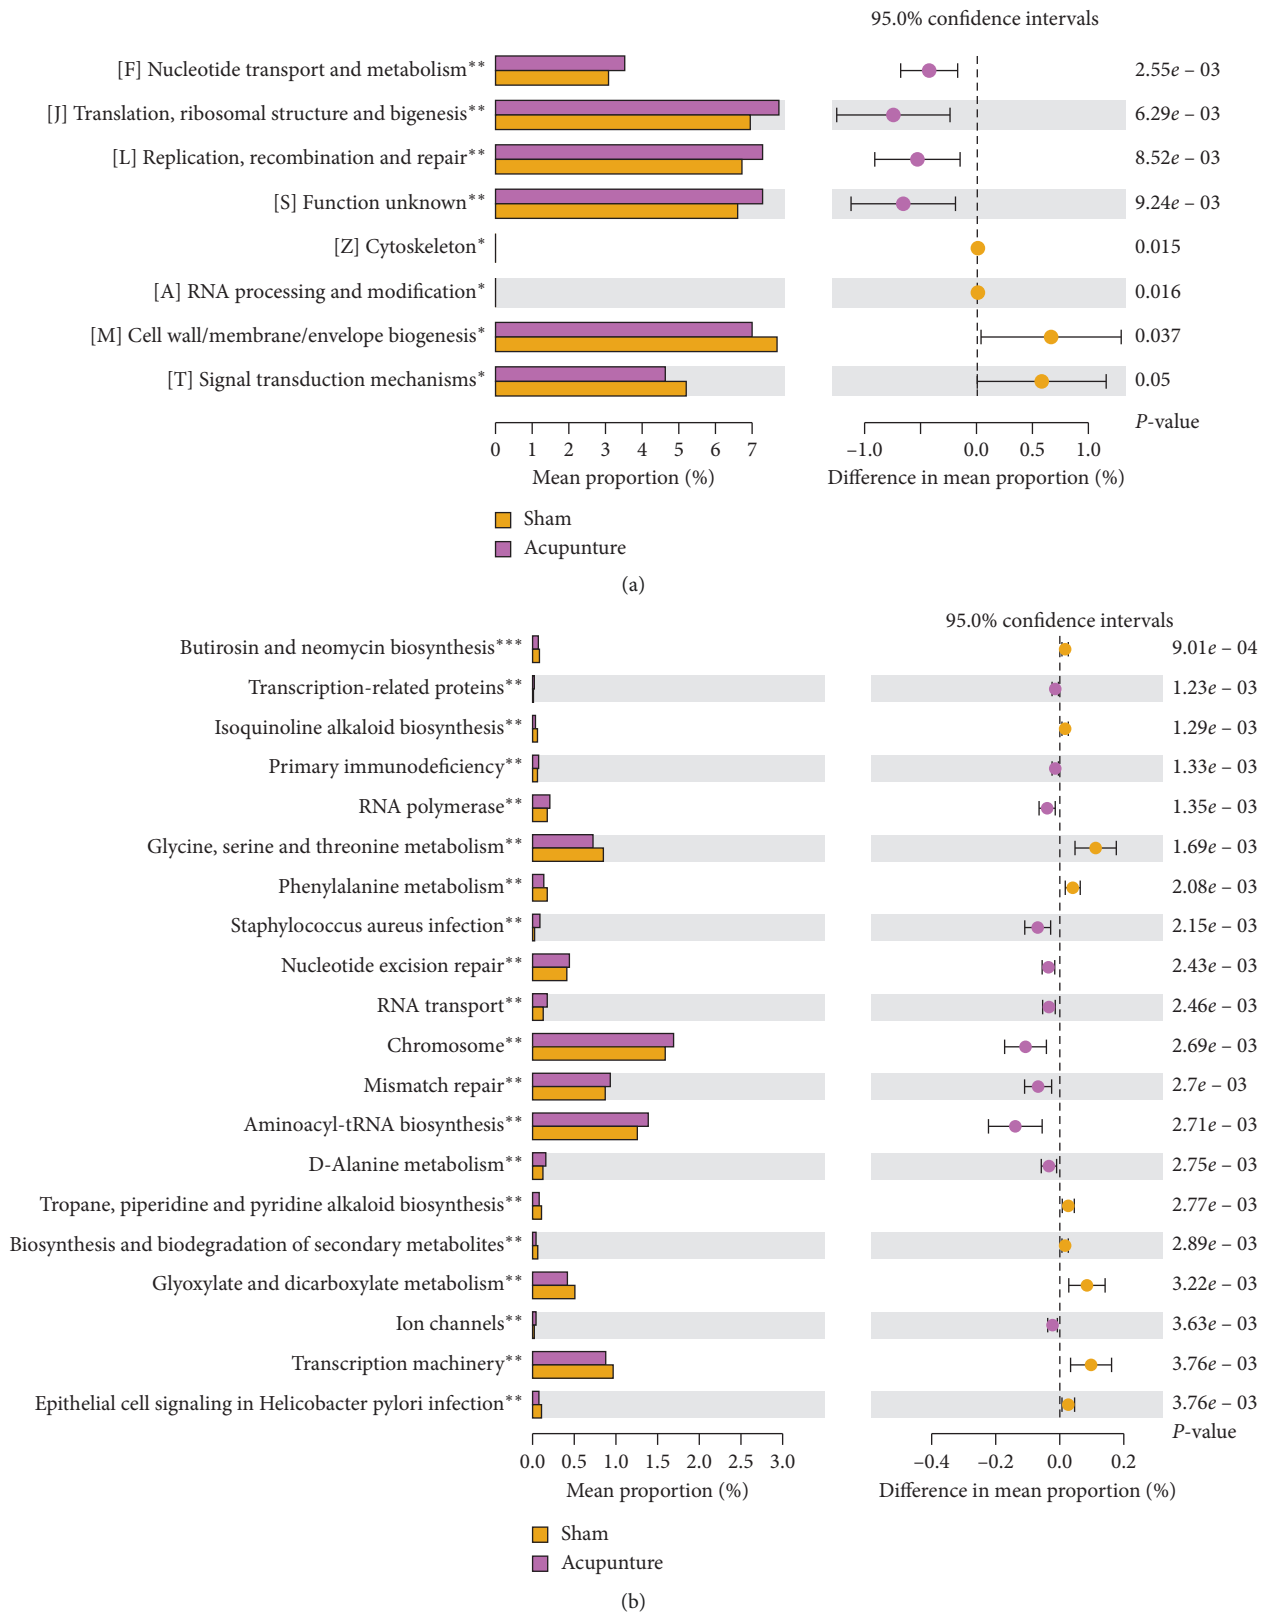 95.0% confidence intervals
[F] Nucleotide transport and metabolism** 2.55e – 03
[J] Translation, ribosomal structure and bigenesis** 6.29e – 03
[L] Replication, recombination and repair** 8.52e – 03
[S] Function unknown** 9.24e – 03
[Z] Cytoskeleton* 0.015
[A] RNA processing and modification* 0.016
[M] Cell wall/membrane/envelope biogenesis* 0.037
[T] Signal transduction mechanisms* 0.05
P-value
0 1 2 3 4 5 6 7 –1.0 0.0 0.5 1.0
Mean proportion (%) Difference in mean proportion (%)
Sham
Acupunture
(a)
95.0% confidence intervals
Butirosin and neomycin biosynthesis*** 9.01e – 04
Transcription-related proteins** 1.23e – 03
Isoquinoline alkaloid biosynthesis** 1.29e – 03
Primary immunodeficiency** 1.33e – 03
RNA polymerase** 1.35e – 03
Glycine, serine and threonine metabolism** 1.69e – 03
Phenylalanine metabolism** 2.08e – 03
Staphylococcus aureus infection** 2.15e – 03
Nucleotide excision repair** 2.43e – 03
RNA transport** 2.46e – 03
Chromosome** 2.69e – 03
Mismatch repair** 2.7e – 03
Aminoacyl-tRNA biosynthesis** 2.71e – 03
D-Alanine metabolism** 2.75e – 03
Tropane, piperidine and pyridine alkaloid biosynthesis** 2.77e – 03
Biosynthesis and biodegradation of secondary metabolites** 2.89e – 03
Glyoxylate and dicarboxylate metabolism** 3.22e – 03
Ion channels** 3.63e – 03
Transcription machinery** 3.76e – 03
Epithelial cell signaling in Helicobacter pylori infection** 3.76e – 03
P-value
0.0 0.5 1.0 1.5 2.0 2.5 3.0 –0.4 –0.2 0.0 0.2
Mean proportion (%) Difference in mean proportion (%)
Sham
Acupunture
(b)